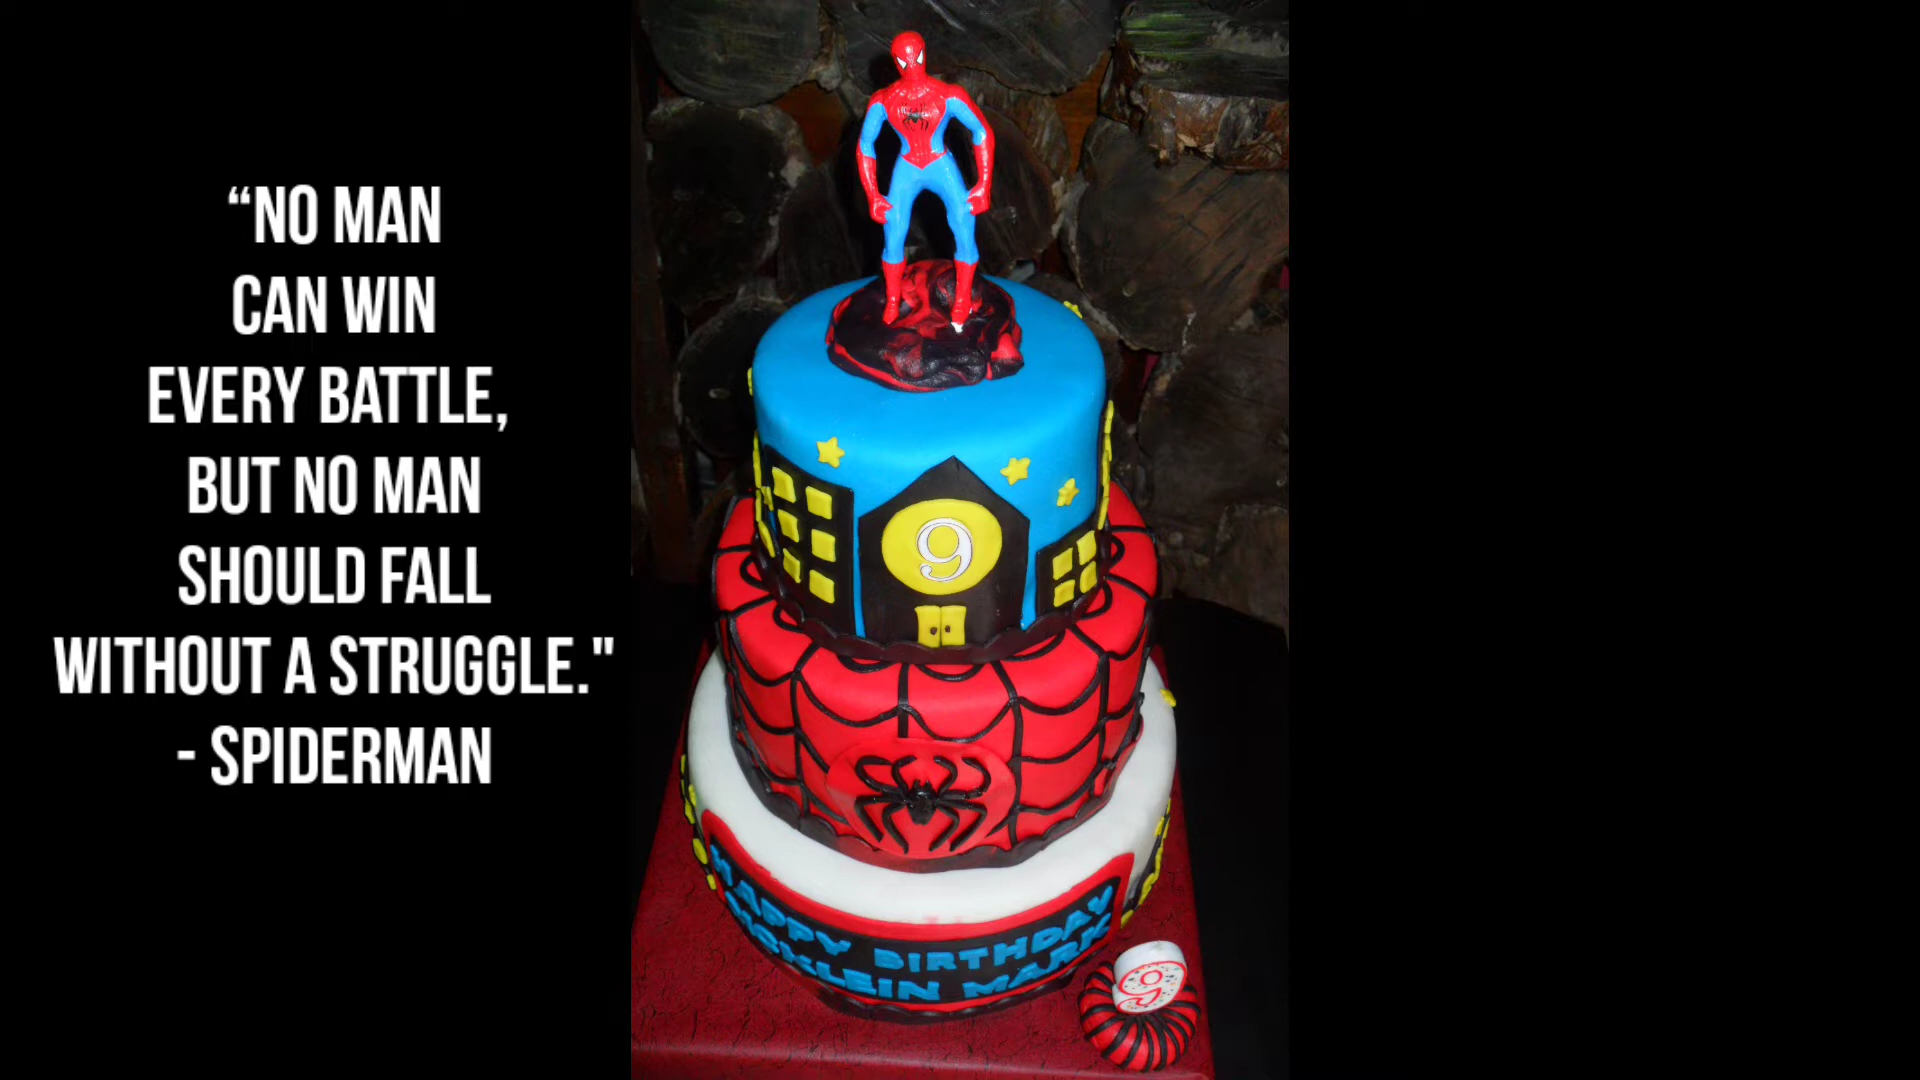 “NO MAN
CAN WIN
EVERY BATTLE,
BUT NO MAN
SHOULD FALL
WITHOUT A STRUGGLE."
- SPIDERMAN
9
HAPPY BIRTHDAY
MARK
9